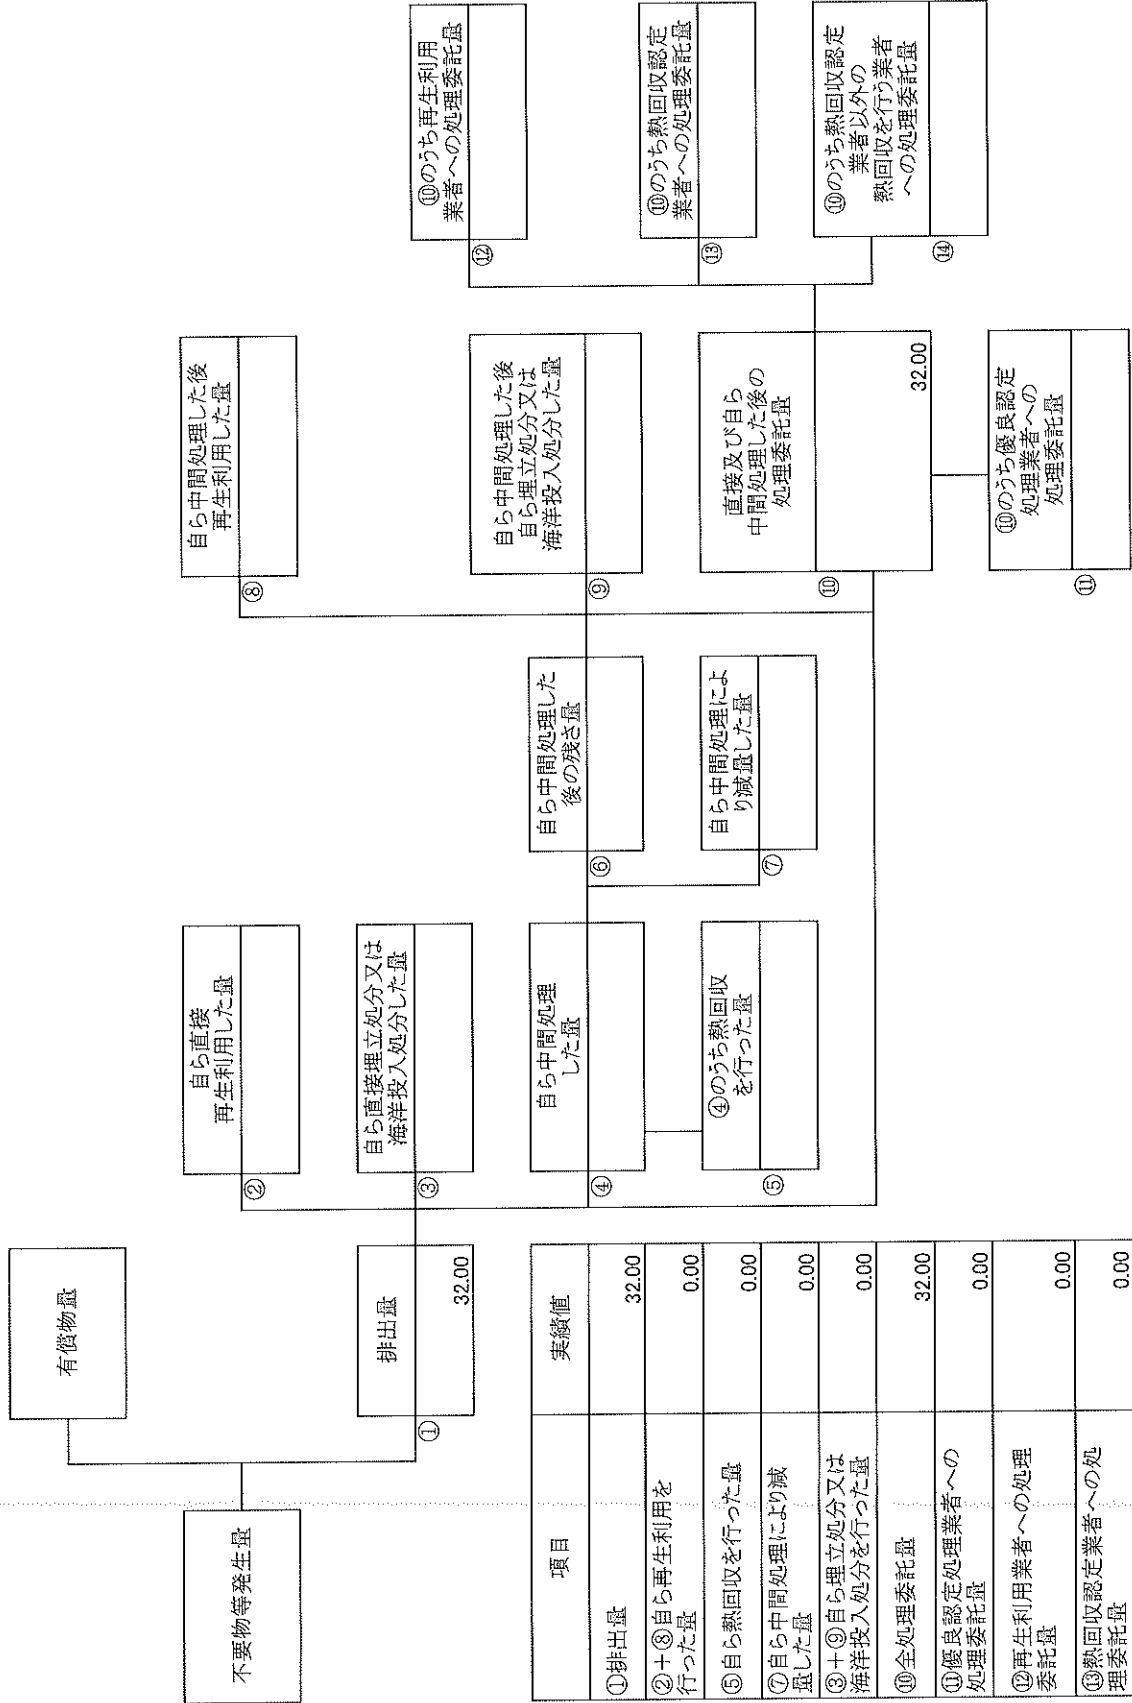 不要物等発生量
有償物量
①
排出量
32.00
②
自ら直接
再生利用した量
③
自ら直接埋立処分又は
海洋投入処分した量
④
自ら中間処理
した量
⑤
④のうち熱回収
を行った量
⑥
自ら中間処理した
後の残さ量
⑦
自ら中間処理によ
り減量した量
⑧
自ら中間処理した後
再生利用した量
⑨
自ら中間処理した後
自ら埋立処分又は
海洋投入処分した量
⑩
直接及び自ら
中間処理した後の
処理委託量
32.00
⑪
⑩のうち優良認定
処理業者への
処理委託量
⑫
⑩のうち再生利用
業者への処理委託量
⑬
⑩のうち熱回収認定
業者への処理委託量
⑭
⑩のうち熱回収認定
業者以外の
熱回収を行う業者
への処理委託量
項目 実績値
①排出量 32.00
②+⑧自ら再生利用を
行った量 0.00
⑤自ら熱回収を行った量 0.00
⑦自ら中間処理により減
量した量 0.00
③+⑨自ら埋立処分又は
海洋投入処分を行った量 0.00
⑩全処理委託量 32.00
⑪優良認定処理業者への
処理委託量 0.00
⑫再生利用業者への処理
委託量 0.00
⑬熱回収認定業者への処
理委託量 0.00